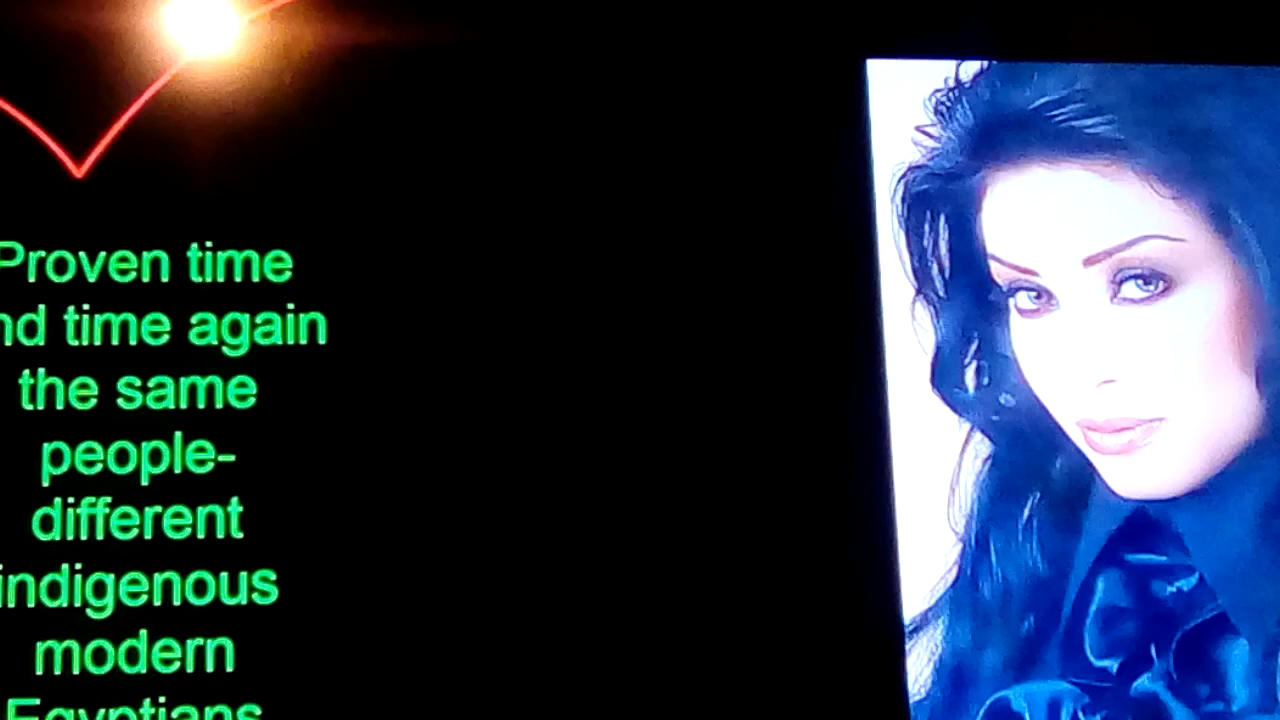 Proven time
nd time again
the same
people-
different
indigenous
modern
Egyptians